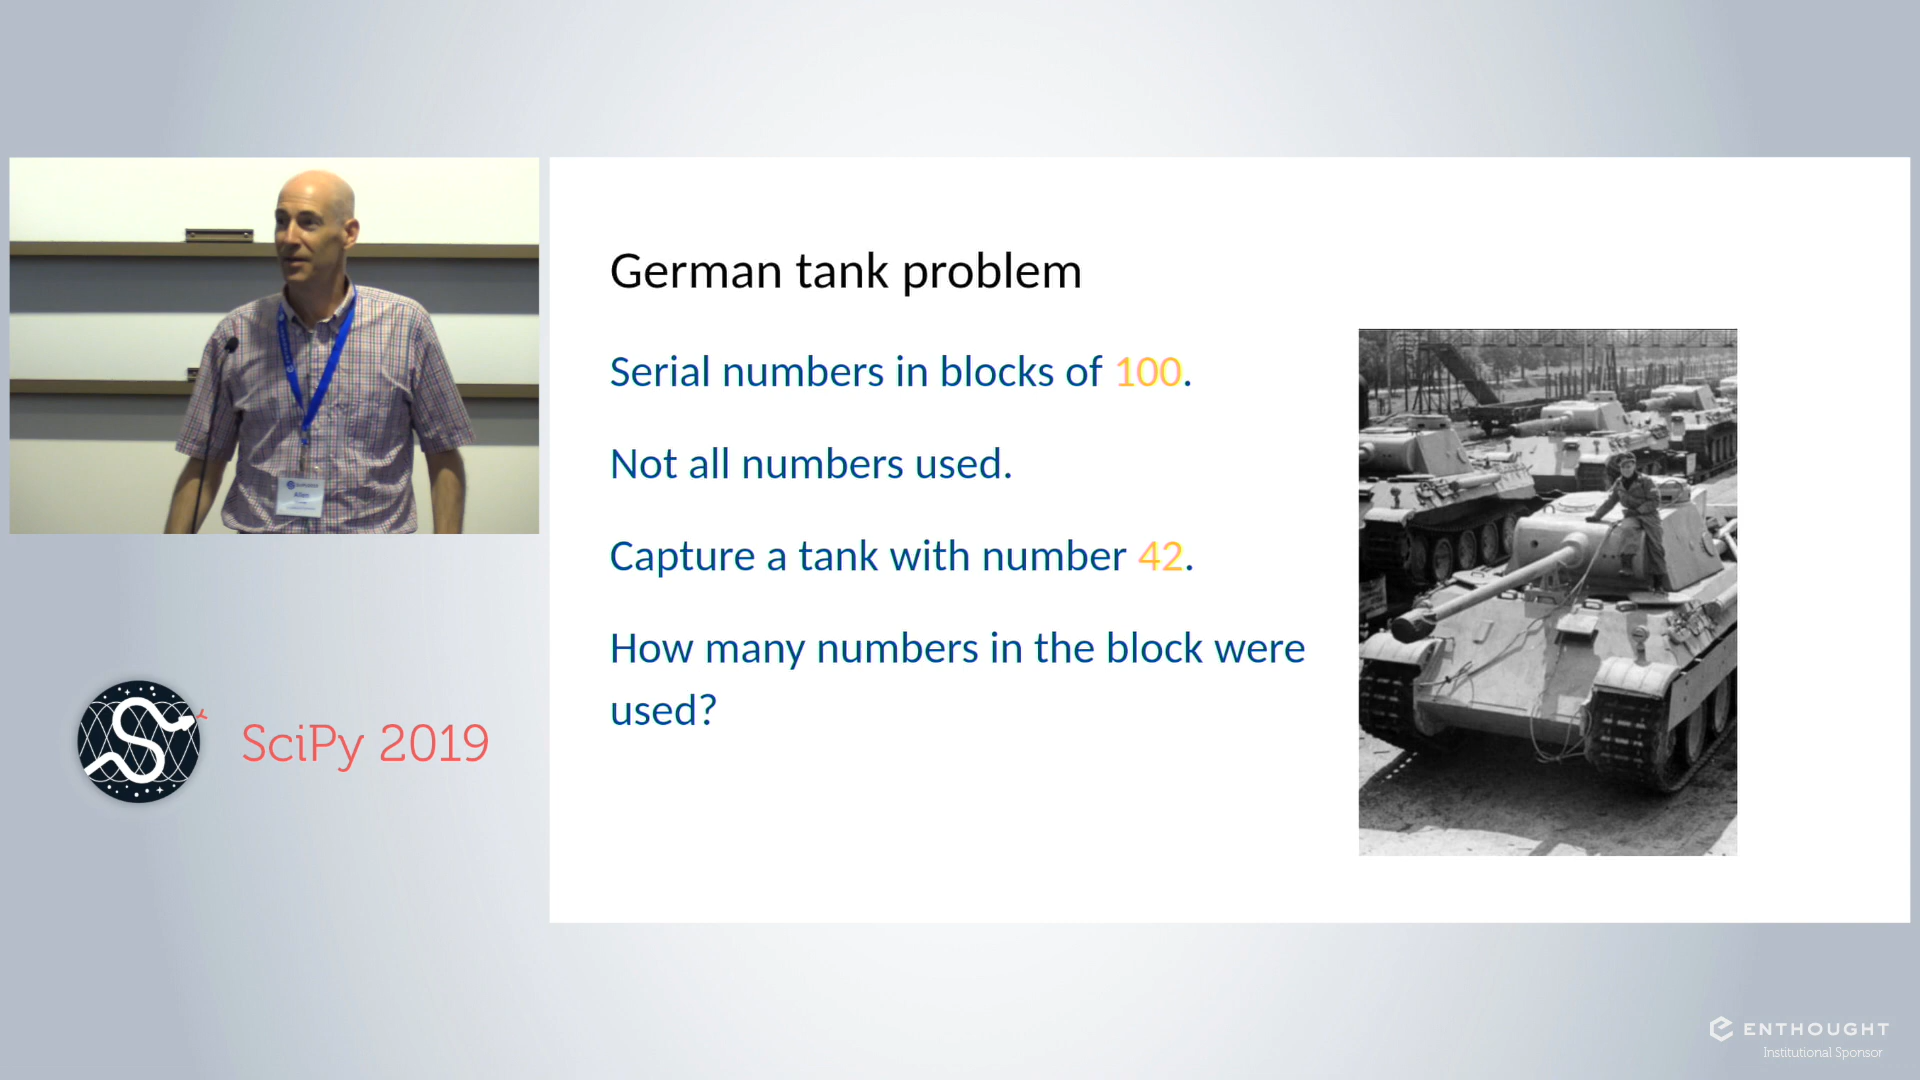 German tank problem
Serial numbers in blocks of 100.
Not all numbers used.
Capture a tank with number 42.
How many numbers in the block were
used?
Allen
SciPy 2019
ENTHOUGHT
Institutional Sponsor